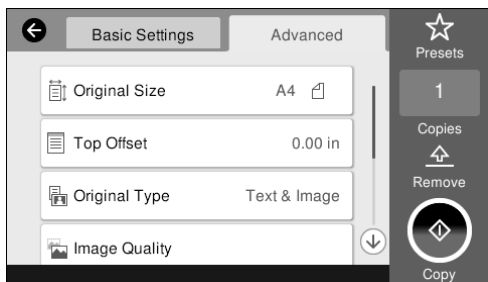 Basic Settings
Advanced
Presets
Original Size
A4
1
Copies
Top Offset
0.00 in
Remove
Original Type
Text & Image
Image Quality
Copy